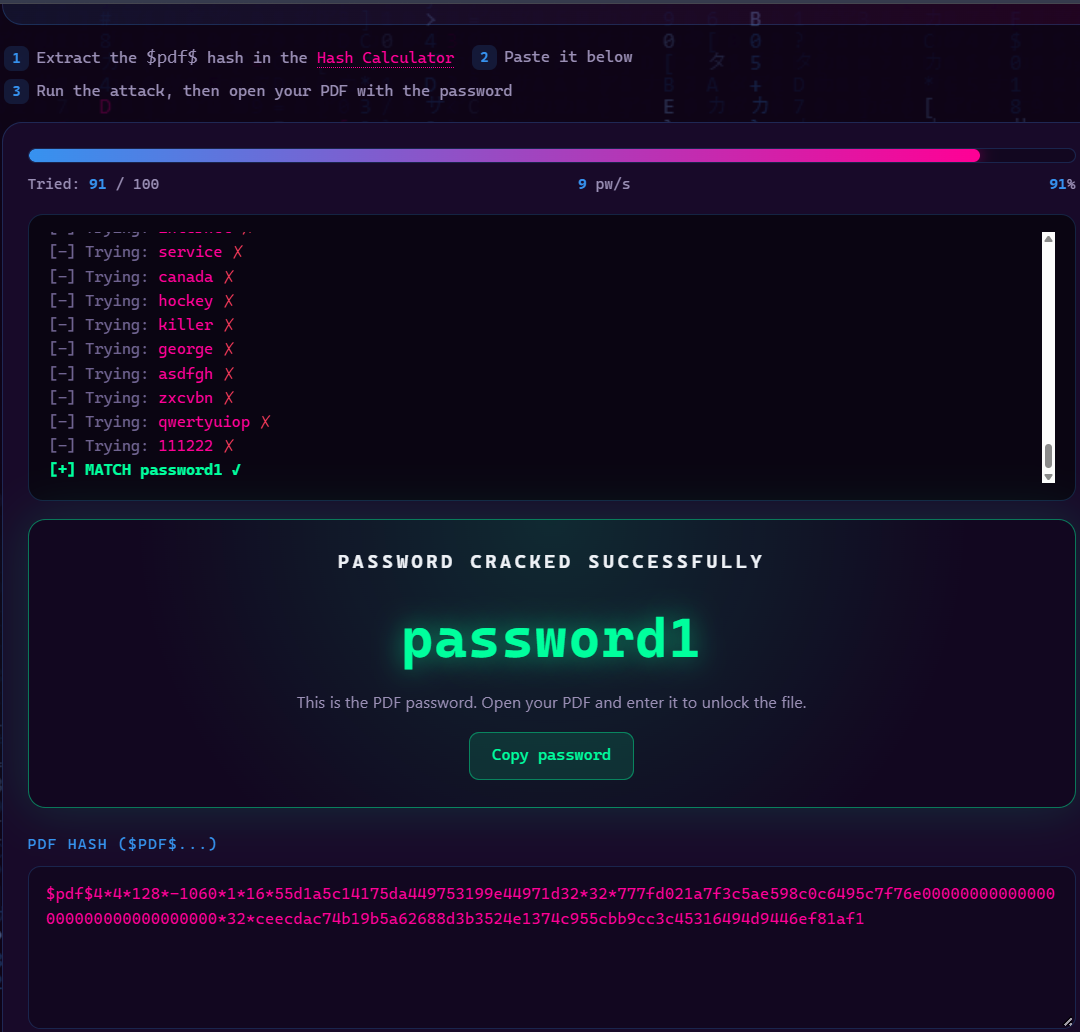 1 Extract the $pdf$ hash in the Hash Calculator 2 Paste it below
3 Run the attack, then open your PDF with the password
Tried: 91 / 100 9 pw/s 91%
[-] Trying: service ✗
[-] Trying: canada ✗
[-] Trying: hockey ✗
[-] Trying: killer ✗
[-] Trying: george ✗
[-] Trying: asdfgh ✗
[-] Trying: zxcvbn ✗
[-] Trying: qwertyuiop ✗
[-] Trying: 111222 ✗
[+] MATCH password1 ✓
PASSWORD CRACKED SUCCESSFULLY
password1
This is the PDF password. Open your PDF and enter it to unlock the file.
Copy password
PDF HASH ($PDF$...)
$pdf$4*4*128*-1060*1*16*55d1a5c14175da449753199e44971d32*32*777fd021a7f3c5ae598c0c6495c7f76e00000000000000
000000000000000000*32*ceecdac74b19b5a62688d3b3524e1374c955cbb9cc3c45316494d9446ef81af1